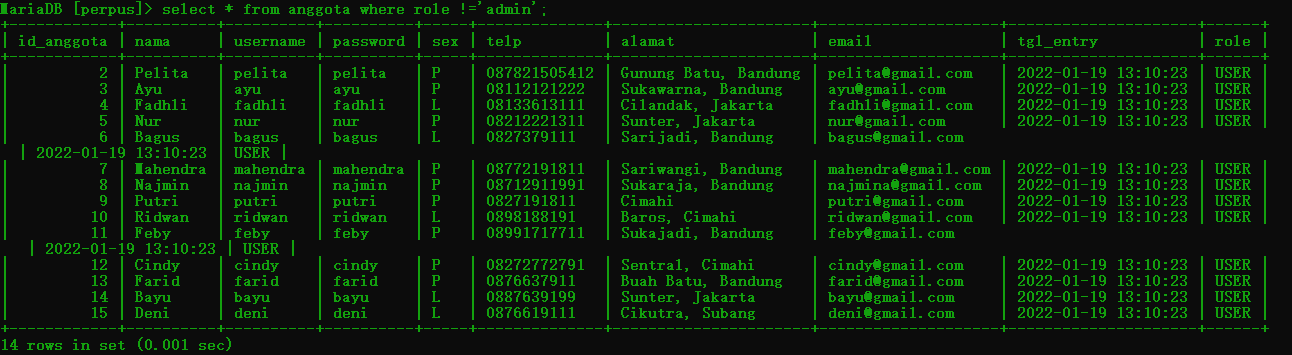 MariaDB [perpus]> select * from anggota where role !='admin';
+------------+----------+----------+----------+-----+--------------+----------------------+--------------------+---------------------+------+
| id_anggota | nama | username | password | sex | telp | alamat | email | tgl_entry | role |
+------------+----------+----------+----------+-----+--------------+----------------------+--------------------+---------------------+------+
| 2 | Pelita | pelita | pelita | P | 087821505412 | Gunung Batu, Bandung | pelita@gmail.com | 2022-01-19 13:10:23 | USER |
| 3 | Ayu | ayu | ayu | P | 08112121222 | Sukawarna, Bandung | ayu@gmail.com | 2022-01-19 13:10:23 | USER |
| 4 | Fadhli | fadhli | fadhli | L | 08133613111 | Cilandak, Jakarta | fadhli@gmail.com | 2022-01-19 13:10:23 | USER |
| 5 | Nur | nur | nur | P | 08212221311 | Sunter, Jakarta | nur@gmail.com | 2022-01-19 13:10:23 | USER |
| 6 | Bagus | bagus | bagus | L | 0827379111 | Sarijadi, Bandung | bagus@gmail.com
| 2022-01-19 13:10:23 | USER |
| 7 | Mahendra | mahendra | mahendra | P | 08772191811 | Sariwangi, Bandung | mahendra@gmail.com | 2022-01-19 13:10:23 | USER |
| 8 | Najmin | najmin | najmin | P | 08712911991 | Sukaraja, Bandung | najmina@gmail.com | 2022-01-19 13:10:23 | USER |
| 9 | Putri | putri | putri | P | 0827191811 | Cimahi | putri@gmail.com | 2022-01-19 13:10:23 | USER |
| 10 | Ridwan | ridwan | ridwan | L | 0898188191 | Baros, Cimahi | ridwan@gmail.com | 2022-01-19 13:10:23 | USER |
| 11 | Feby | feby | feby | P | 08991717711 | Sukajadi, Bandung | feby@gmail.com
| 2022-01-19 13:10:23 | USER |
| 12 | Cindy | cindy | cindy | P | 08272772791 | Sentral, Cimahi | cindy@gmail.com | 2022-01-19 13:10:23 | USER |
| 13 | Farid | farid | farid | P | 0876637911 | Buah Batu, Bandung | farid@gmail.com | 2022-01-19 13:10:23 | USER |
| 14 | Bayu | bayu | bayu | L | 0887639199 | Sunter, Jakarta | bayu@gmail.com | 2022-01-19 13:10:23 | USER |
| 15 | Deni | deni | deni | L | 0876619111 | Cikutra, Subang | deni@gmail.com | 2022-01-19 13:10:23 | USER |
+------------+----------+----------+----------+-----+--------------+----------------------+--------------------+---------------------+------+
14 rows in set (0.001 sec)